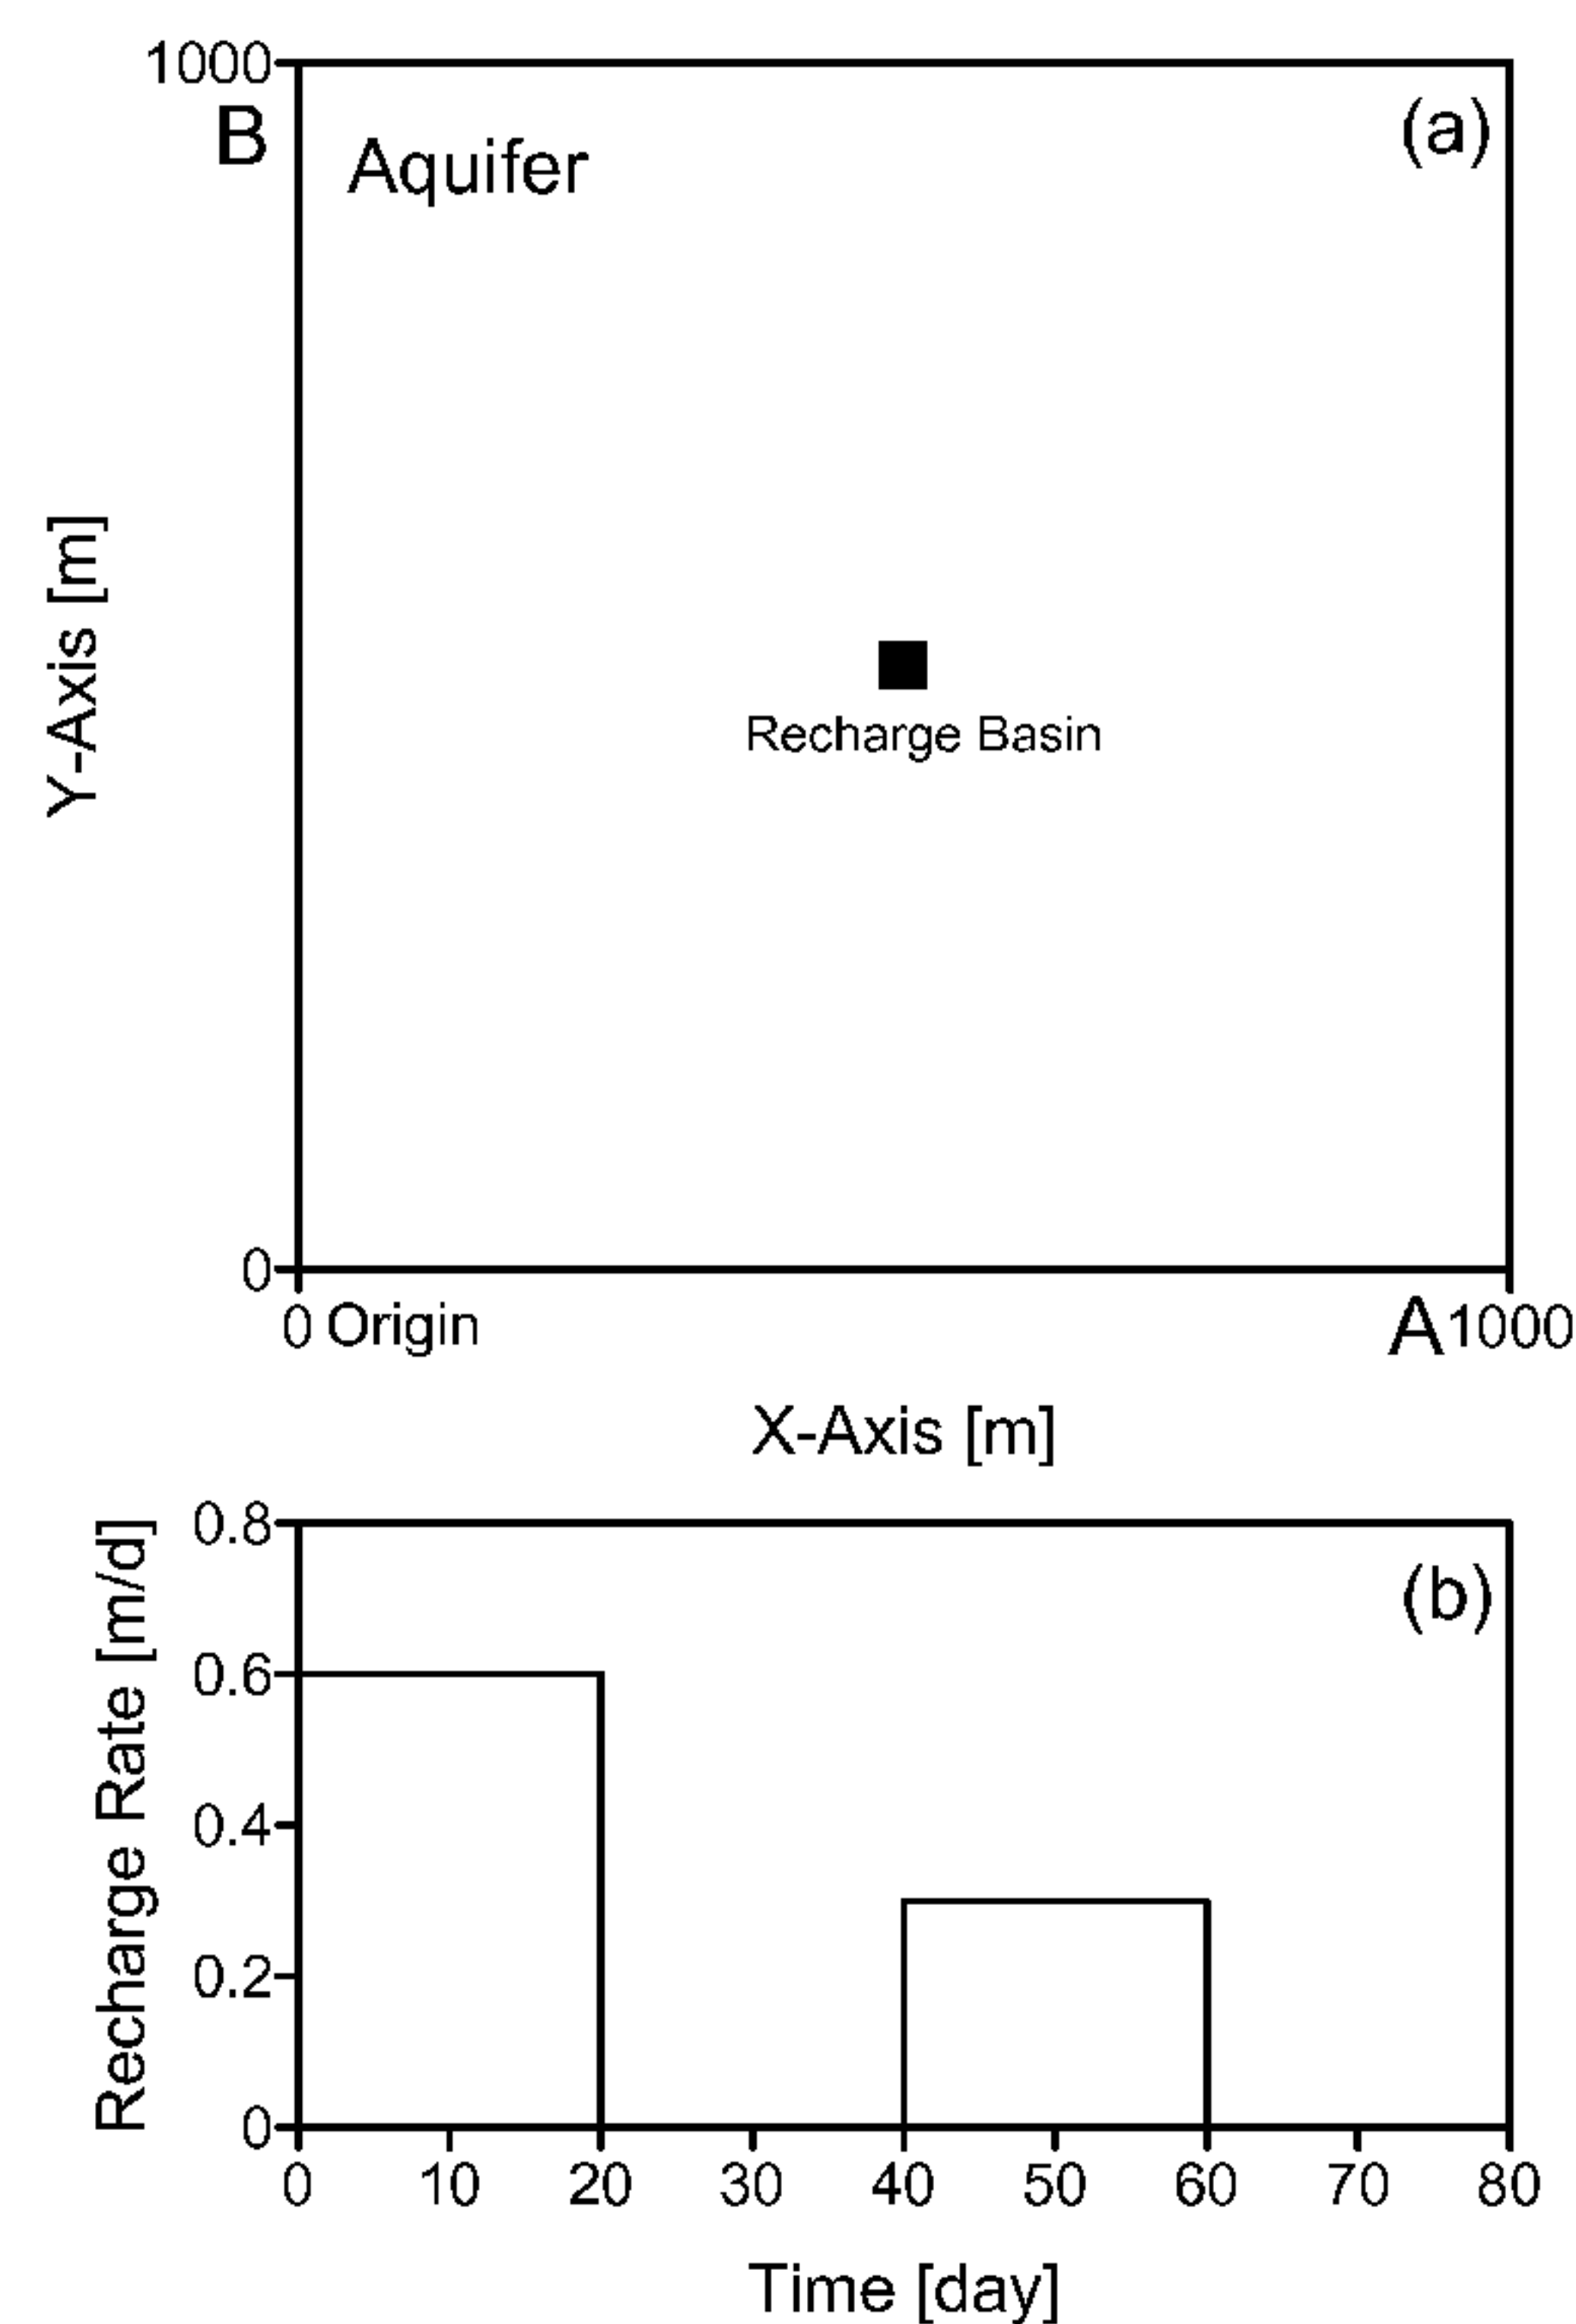 1000
B
Aquifer
(a)
Y-Axis [m]
Recharge Basin
0
0 Origin
A 1000
X-Axis [m]
0.8
(b)
Recharge Rate [m/d]
0.6
0.4
0.2
0
0 10 20 30 40 50 60 70 80
Time [day]